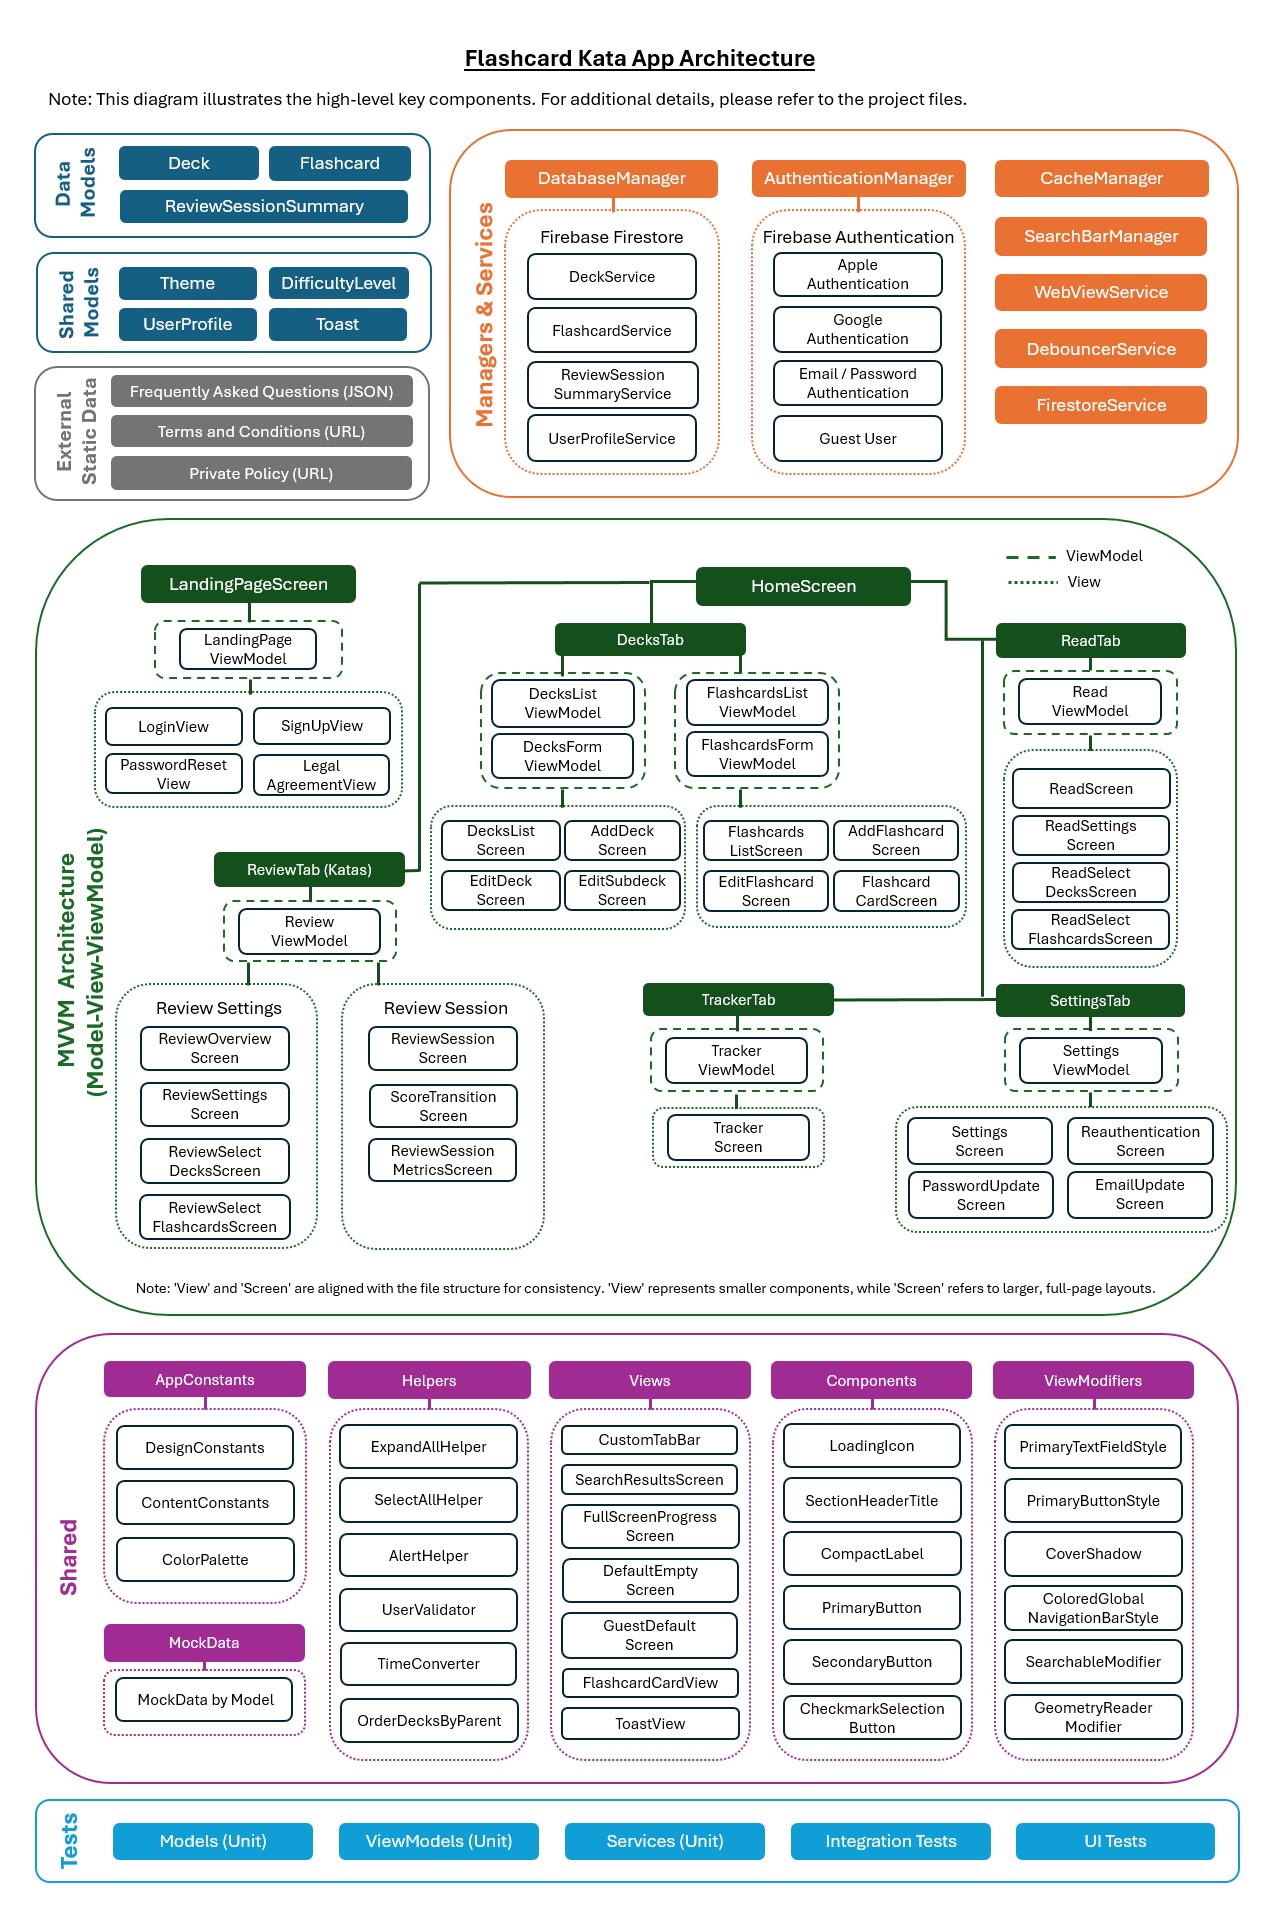 Flashcard Kata App Architecture
Note: This diagram illustrates the high-level key components. For additional details, please refer to the project files.
Data
Models
Deck
Flashcard
ReviewSessionSummary
Shared
Models
Theme
DifficultyLevel
UserProfile
Toast
External
Static Data
Frequently Asked Questions (JSON)
Terms and Conditions (URL)
Private Policy (URL)
Managers & Services
DatabaseManager
Firebase Firestore
DeckService
FlashcardService
ReviewSession
SummaryService
UserProfileService
AuthenticationManager
Firebase Authentication
Apple
Authentication
Google
Authentication
Email / Password
Authentication
Guest User
CacheManager
SearchBarManager
WebViewService
DebouncerService
FirestoreService
MVVM Architecture
(Model-View-ViewModel)
ViewModel
View
LandingPageScreen
LandingPage
ViewModel
LoginView
SignUpView
PasswordReset
View
Legal
AgreementView
HomeScreen
DecksTab
DecksList
ViewModel
DecksForm
ViewModel
FlashcardsList
ViewModel
FlashcardsForm
ViewModel
DecksList
Screen
AddDeck
Screen
EditDeck
Screen
EditSubdeck
Screen
Flashcards
ListScreen
AddFlashcard
Screen
EditFlashcard
Screen
Flashcard
CardScreen
ReadTab
Read
ViewModel
ReadScreen
ReadSettings
Screen
ReadSelect
DecksScreen
ReadSelect
FlashcardsScreen
ReviewTab (Katas)
Review
ViewModel
Review Settings
ReviewOverview
Screen
ReviewSettings
Screen
ReviewSelect
DecksScreen
ReviewSelect
FlashcardsScreen
Review Session
ReviewSession
Screen
ScoreTransition
Screen
ReviewSession
MetricsScreen
TrackerTab
Tracker
ViewModel
Tracker
Screen
SettingsTab
Settings
ViewModel
Settings
Screen
Reauthentication
Screen
PasswordUpdate
Screen
EmailUpdate
Screen
Note: 'View' and 'Screen' are aligned with the file structure for consistency. 'View' represents smaller components, while 'Screen' refers to larger, full-page layouts.
Shared
AppConstants
DesignConstants
ContentConstants
ColorPalette
MockData
MockData by Model
Helpers
ExpandAllHelper
SelectAllHelper
AlertHelper
UserValidator
TimeConverter
OrderDecksByParent
Views
CustomTabBar
SearchResultsScreen
FullScreenProgress
Screen
DefaultEmpty
Screen
GuestDefault
Screen
FlashcardCardView
ToastView
Components
LoadingIcon
SectionHeaderTitle
CompactLabel
PrimaryButton
SecondaryButton
CheckmarkSelection
Button
ViewModifiers
PrimaryTextFieldStyle
PrimaryButtonStyle
CoverShadow
ColoredGlobal
NavigationBarStyle
SearchableModifier
GeometryReader
Modifier
Tests
Models (Unit)
ViewModels (Unit)
Services (Unit)
Integration Tests
UI Tests